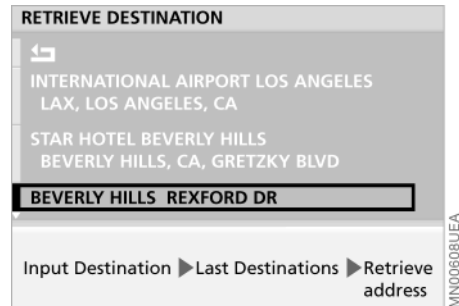 RETRIEVE DESTINATION
INTERNATIONAL AIRPORT LOS ANGELES
LAX, LOS ANGELES, CA
STAR HOTEL BEVERLY HILLS
BEVERLY HILLS, CA, GRETZKY BLVD
BEVERLY HILLS REXFORD DR
Input Destination ▶ Last Destinations ▶ Retrieve
address
MN00608UEA